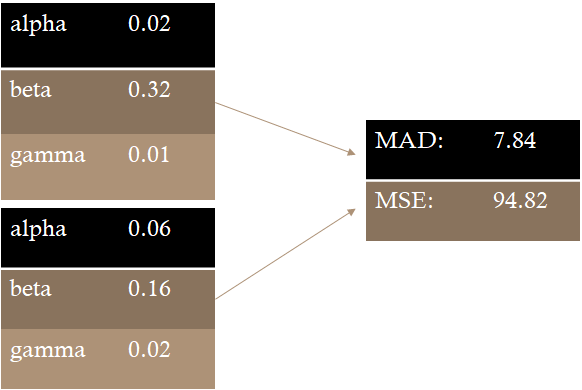 alpha 0.02
beta 0.32
gamma 0.01
alpha 0.06
beta 0.16
gamma 0.02
MAD: 7.84
MSE: 94.82